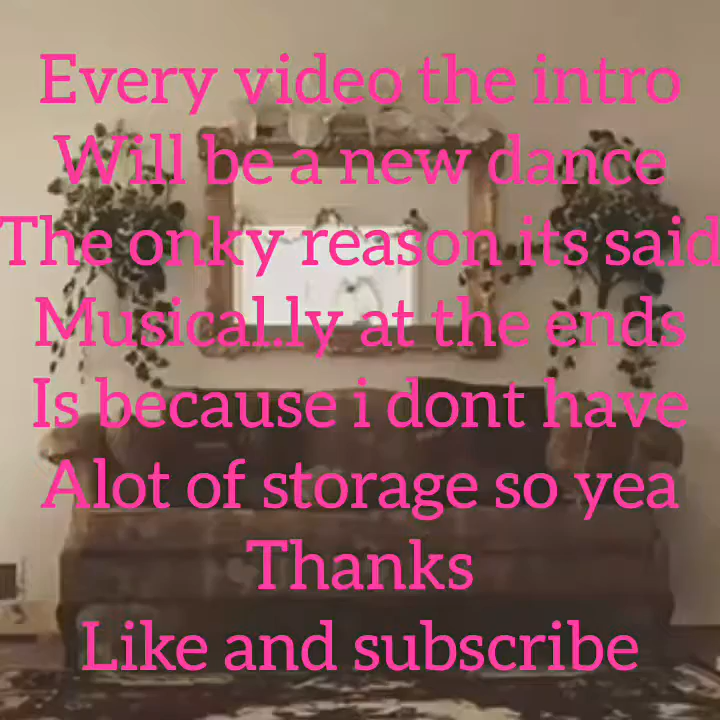 Every video the intro
Will be a new dance
The onky reason its said
Musical.ly at the ends
Is because i dont have
Alot of storage so yea
Thanks
Like and subscribe